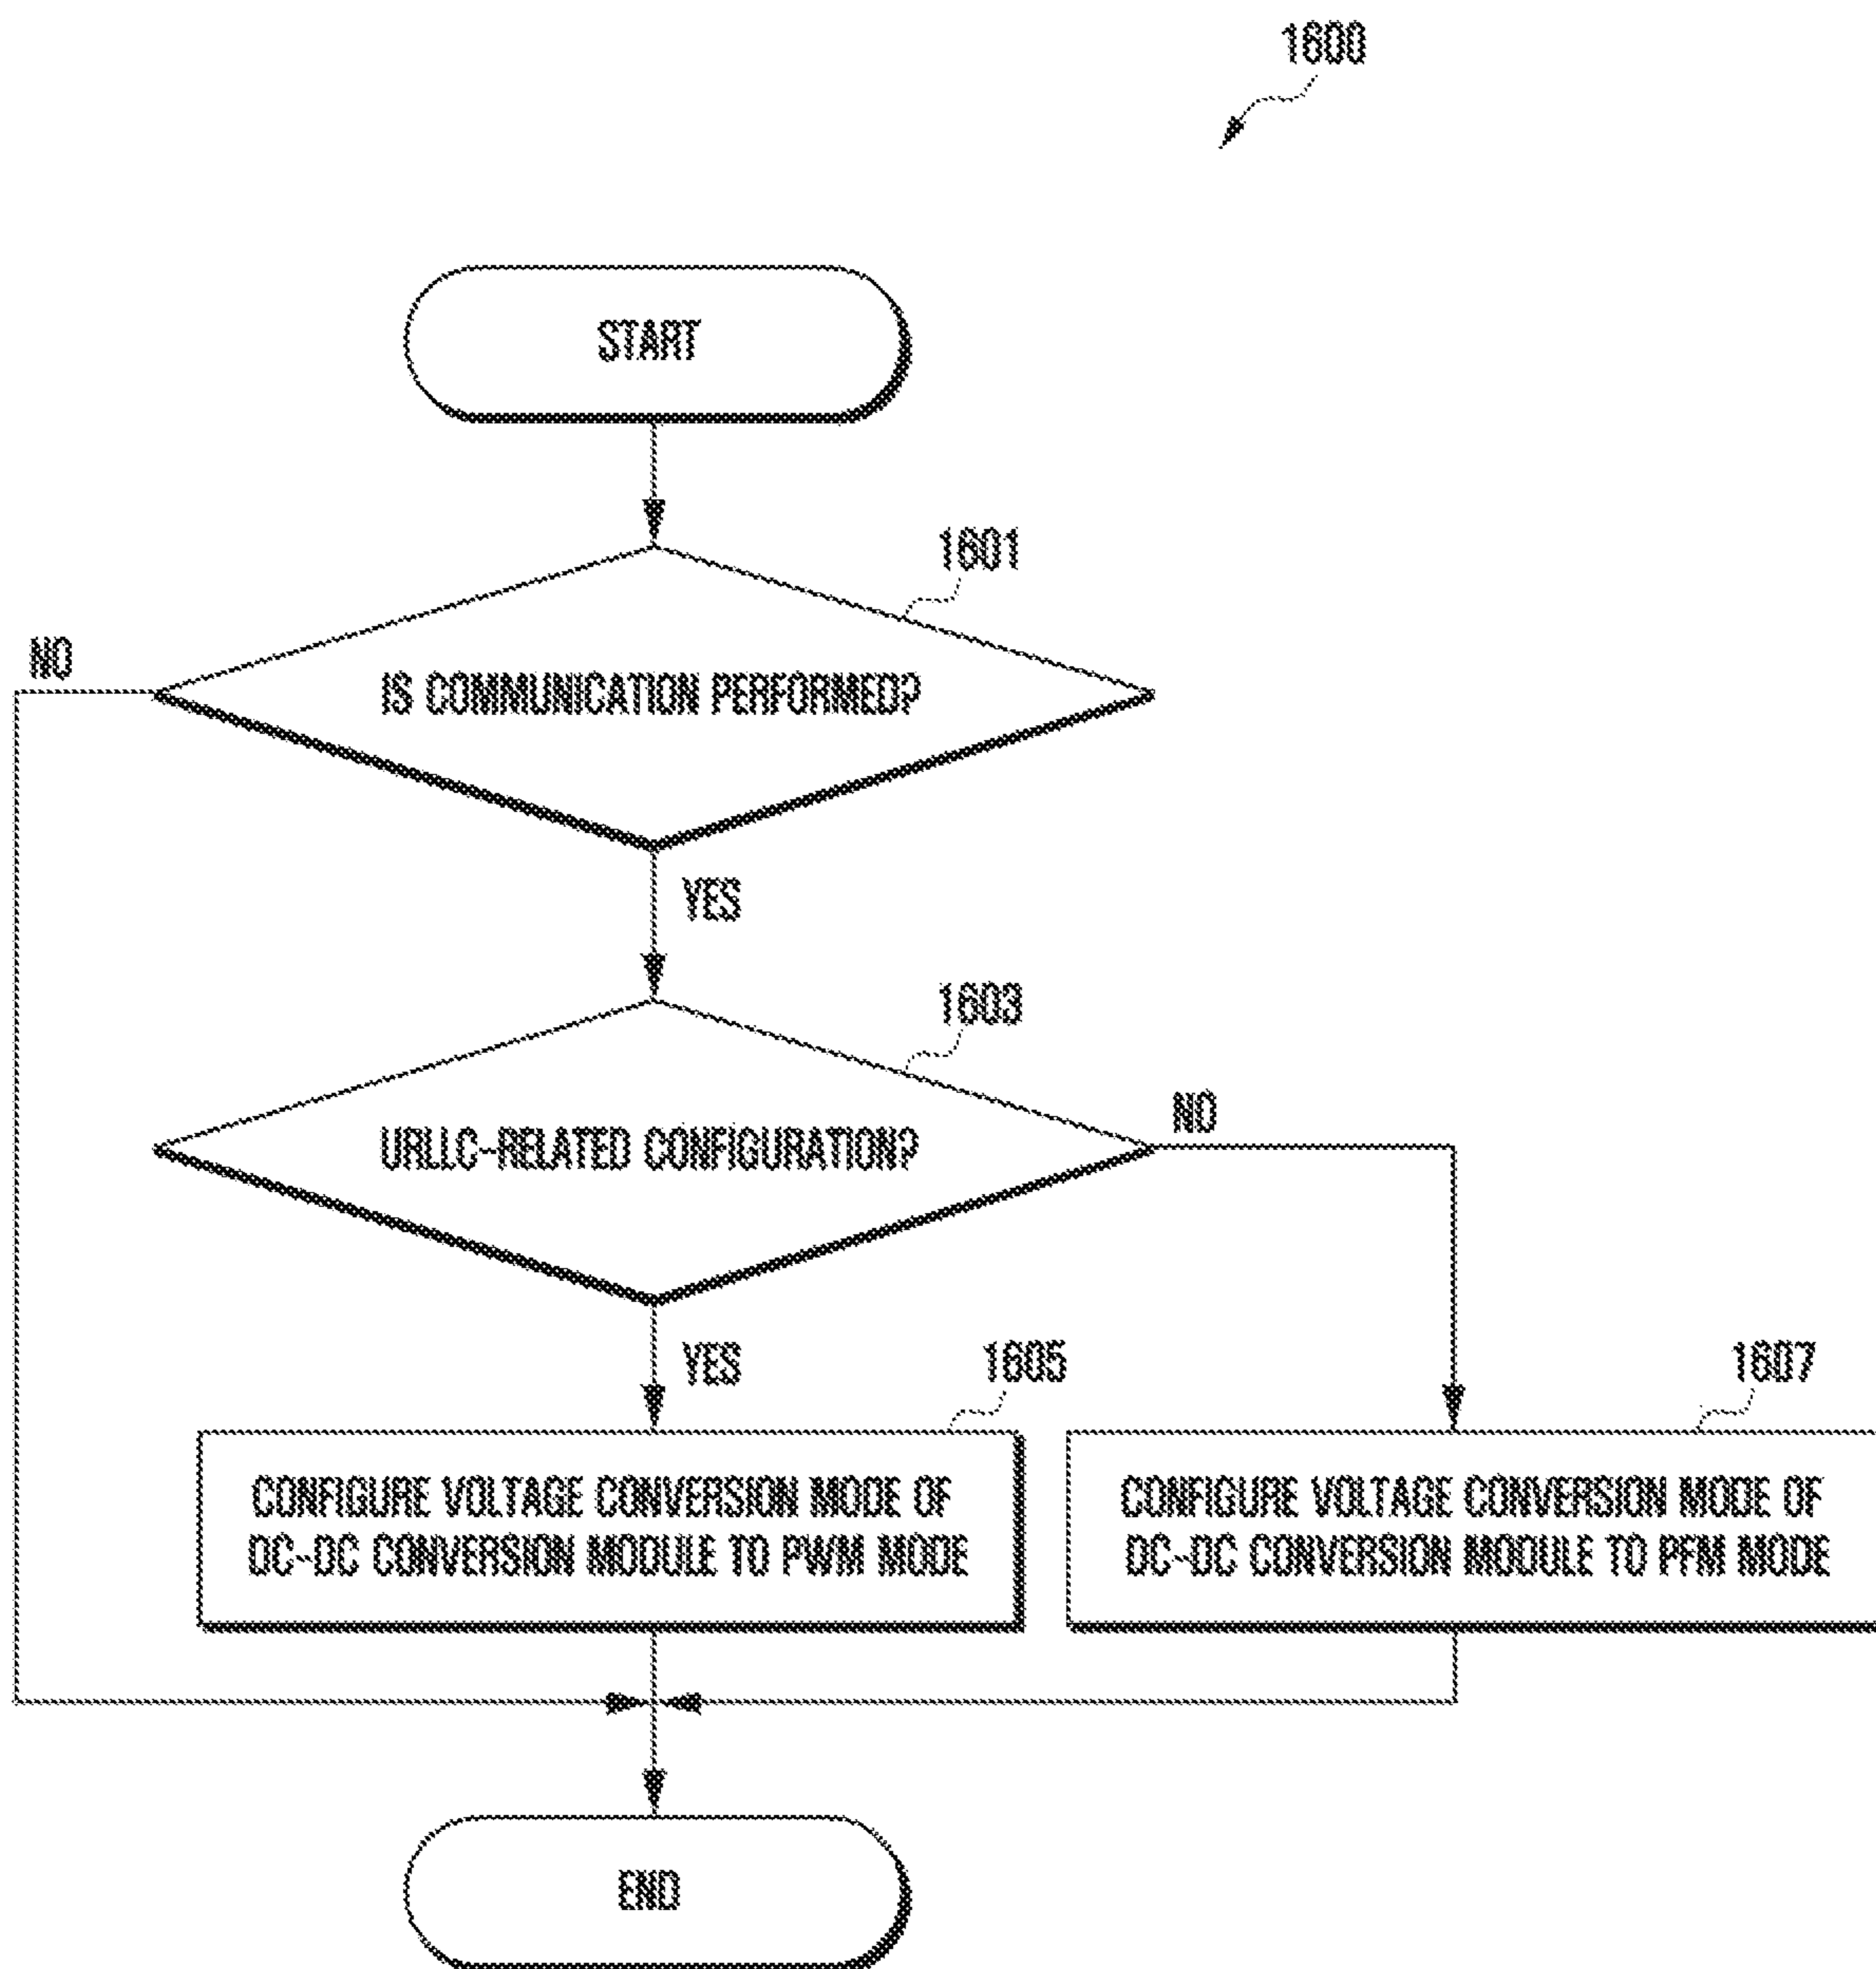 1600
START
1601
NO
IS COMMUNICATION PERFORMED?
YES
1603
NO
URLLC-RELATED CONFIGURATION?
YES
1605
1607
CONFIGURE VOLTAGE CONVERSION MODE OF
DC-DC CONVERSION MODULE TO PWM MODE
CONFIGURE VOLTAGE CONVERSION MODE OF
DC-DC CONVERSION MODULE TO PFM MODE
END